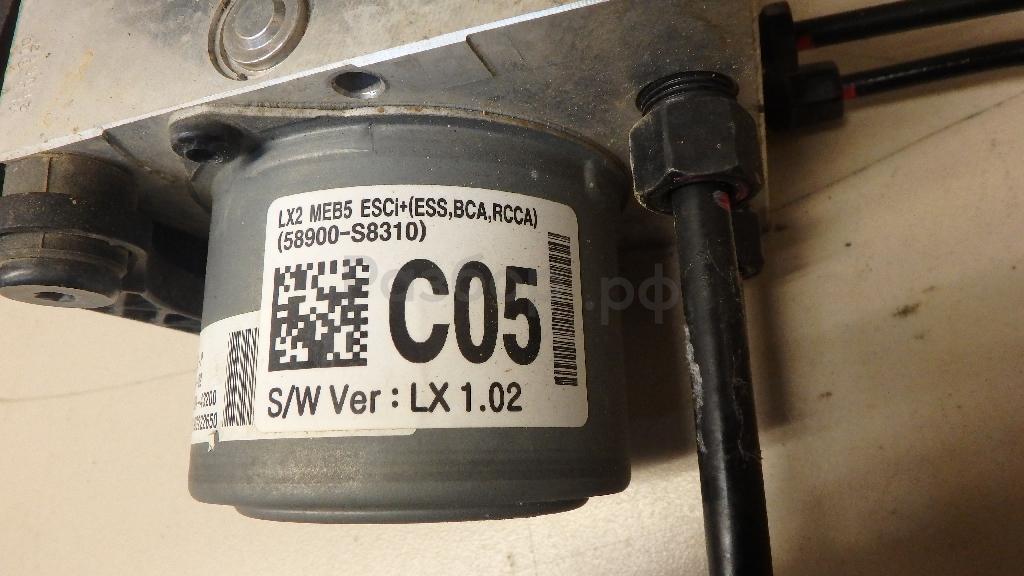 LX2 MEB5 ESCi+(ESS,BCA,RCCA)
(58900-S8310)
C05
S/W Ver : LX 1.02